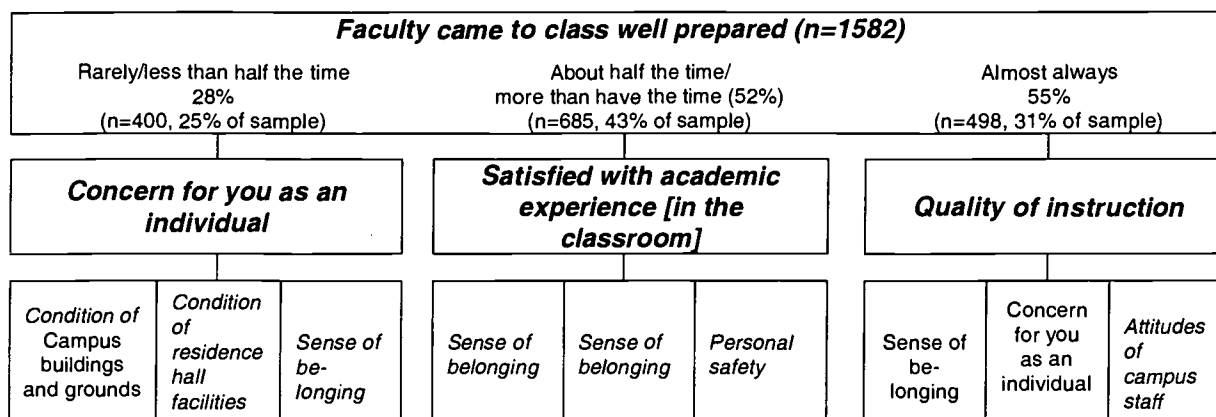 Faculty came to class well prepared (n=1582)
Rarely/less than half the time
28%
(n=400, 25% of sample)
About half the time/
more than have the time (52%)
(n=685, 43% of sample)
Almost always
55%
(n=498, 31% of sample)
Concern for you as an
individual
Satisfied with academic
experience [in the
classroom]
Quality of instruction
Condition of
Campus
buildings
and grounds
Condition
of
residence
hall
facilities
Sense of
be-
longing
Sense of
belonging
Sense of
belonging
Personal
safety
Sense of
be-
longing
Concern
for you
as an
individual
Attitudes
of
campus
staff